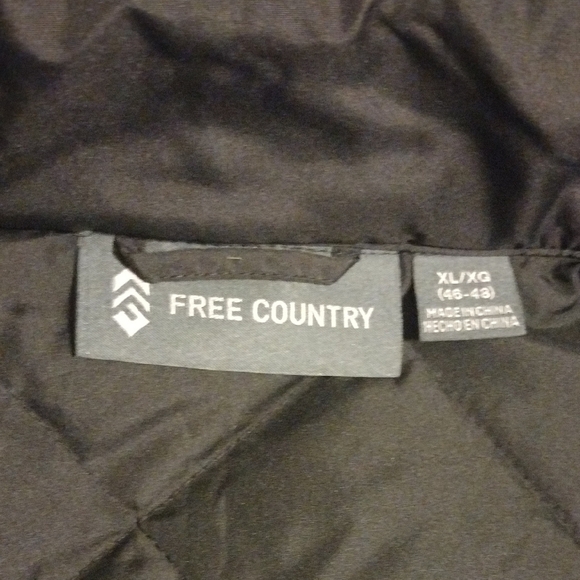 FREE COUNTRY
XL/XG
(46-48)
MADE IN CHINA
HECHO EN CHINA